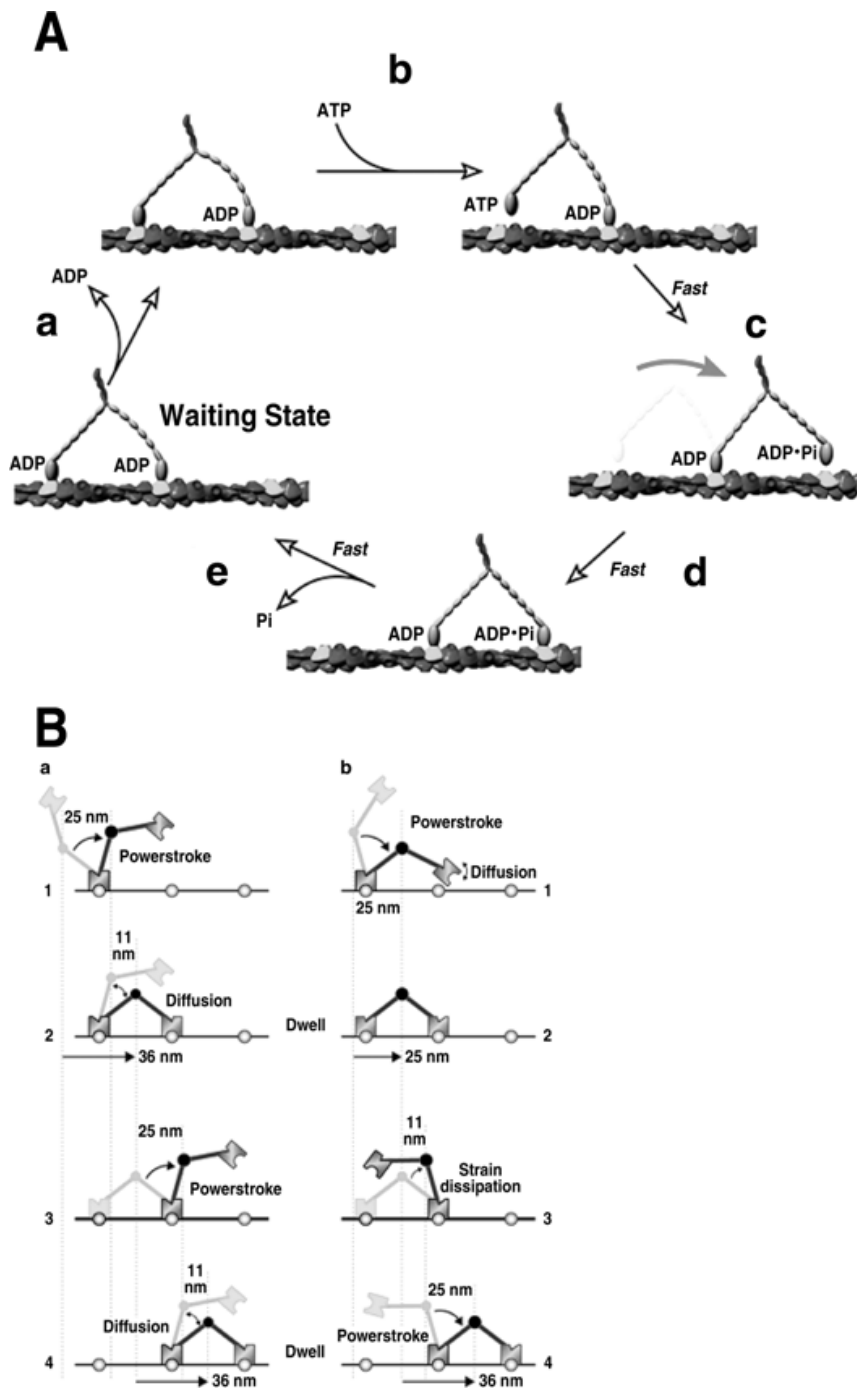 A
b
ATP
ATP
ADP
ADP
Fast
ADP
a
c
Waiting State
ADP
ADP
ADP
ADP•Pi
Fast
e
Fast
d
Pi
ADP
ADP•Pi
B
a
b
25 nm
Powerstroke
Powerstroke
Diffusion
1
1
25 nm
11
nm
Diffusion
Dwell
2
2
36 nm
25 nm
11
nm
25 nm
Powerstroke
Strain
dissipation
3
3
11
nm
25 nm
Diffusion
Powerstroke
Dwell
4
4
36 nm
36 nm